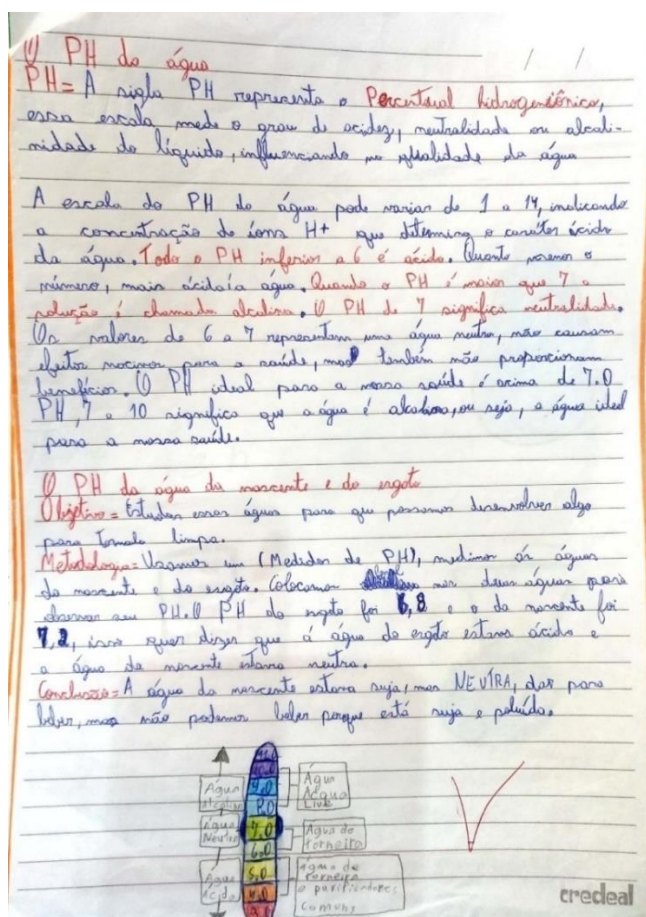 O PH da água
PH= A sigla PH representa o Percentual hidrogeniônico,
essa escala mede o grau de acidez, neutralidade ou alcali-
nidade do líquido, influenciando na qualidade da água
A escala do PH da água pode variar de 1 a 14, indicando
a concentração de íons H+ que determina o caráter ácido
da água. Todo o PH inferior a 6 é ácido. Quanto menor o
número, mais ácida a água. Quando o PH é maior que 7 a
solução é chamada alcalina. O PH de 7 significa neutralidade.
Os valores de 6 a 7 representam uma água neutra, não causam
efeitos nocivos para a saúde, mas também não proporcionam
benefícios. O PH ideal para a nossa saúde é acima de 7.0
PH, 7 a 10 significa que a água é alcalina, ou seja, a água ideal
para a nossa saúde.
O PH da água da nascente e do esgoto
Objetivo= Estudar essas águas para que possamos desenvolver algo
para tornala limpa.
Metodologia= Usamos um (Medidor de PH), medimos ás águas
da nascente e do esgoto. Colocamos nas duas águas para
observar seu PH. O PH do esgoto foi 6,8 e o da nascente foi
7,2, isso quer dizer que á água do esgoto estava ácida e
a água da nascente estava neutra.
Conclusão= A água da nascente estava suja, mas NEUTRA, das para
beber, mas não podemos beber porque está suja e poluída.
Água
alcalina
Água
Neutra
Água
Ácida
10.0
9.0
8.0
7.0
6.0
5.0
4.0
Água
Acqua
Live
Água da
torneira
Água da
torneira
e purificadores
comuns
credeal